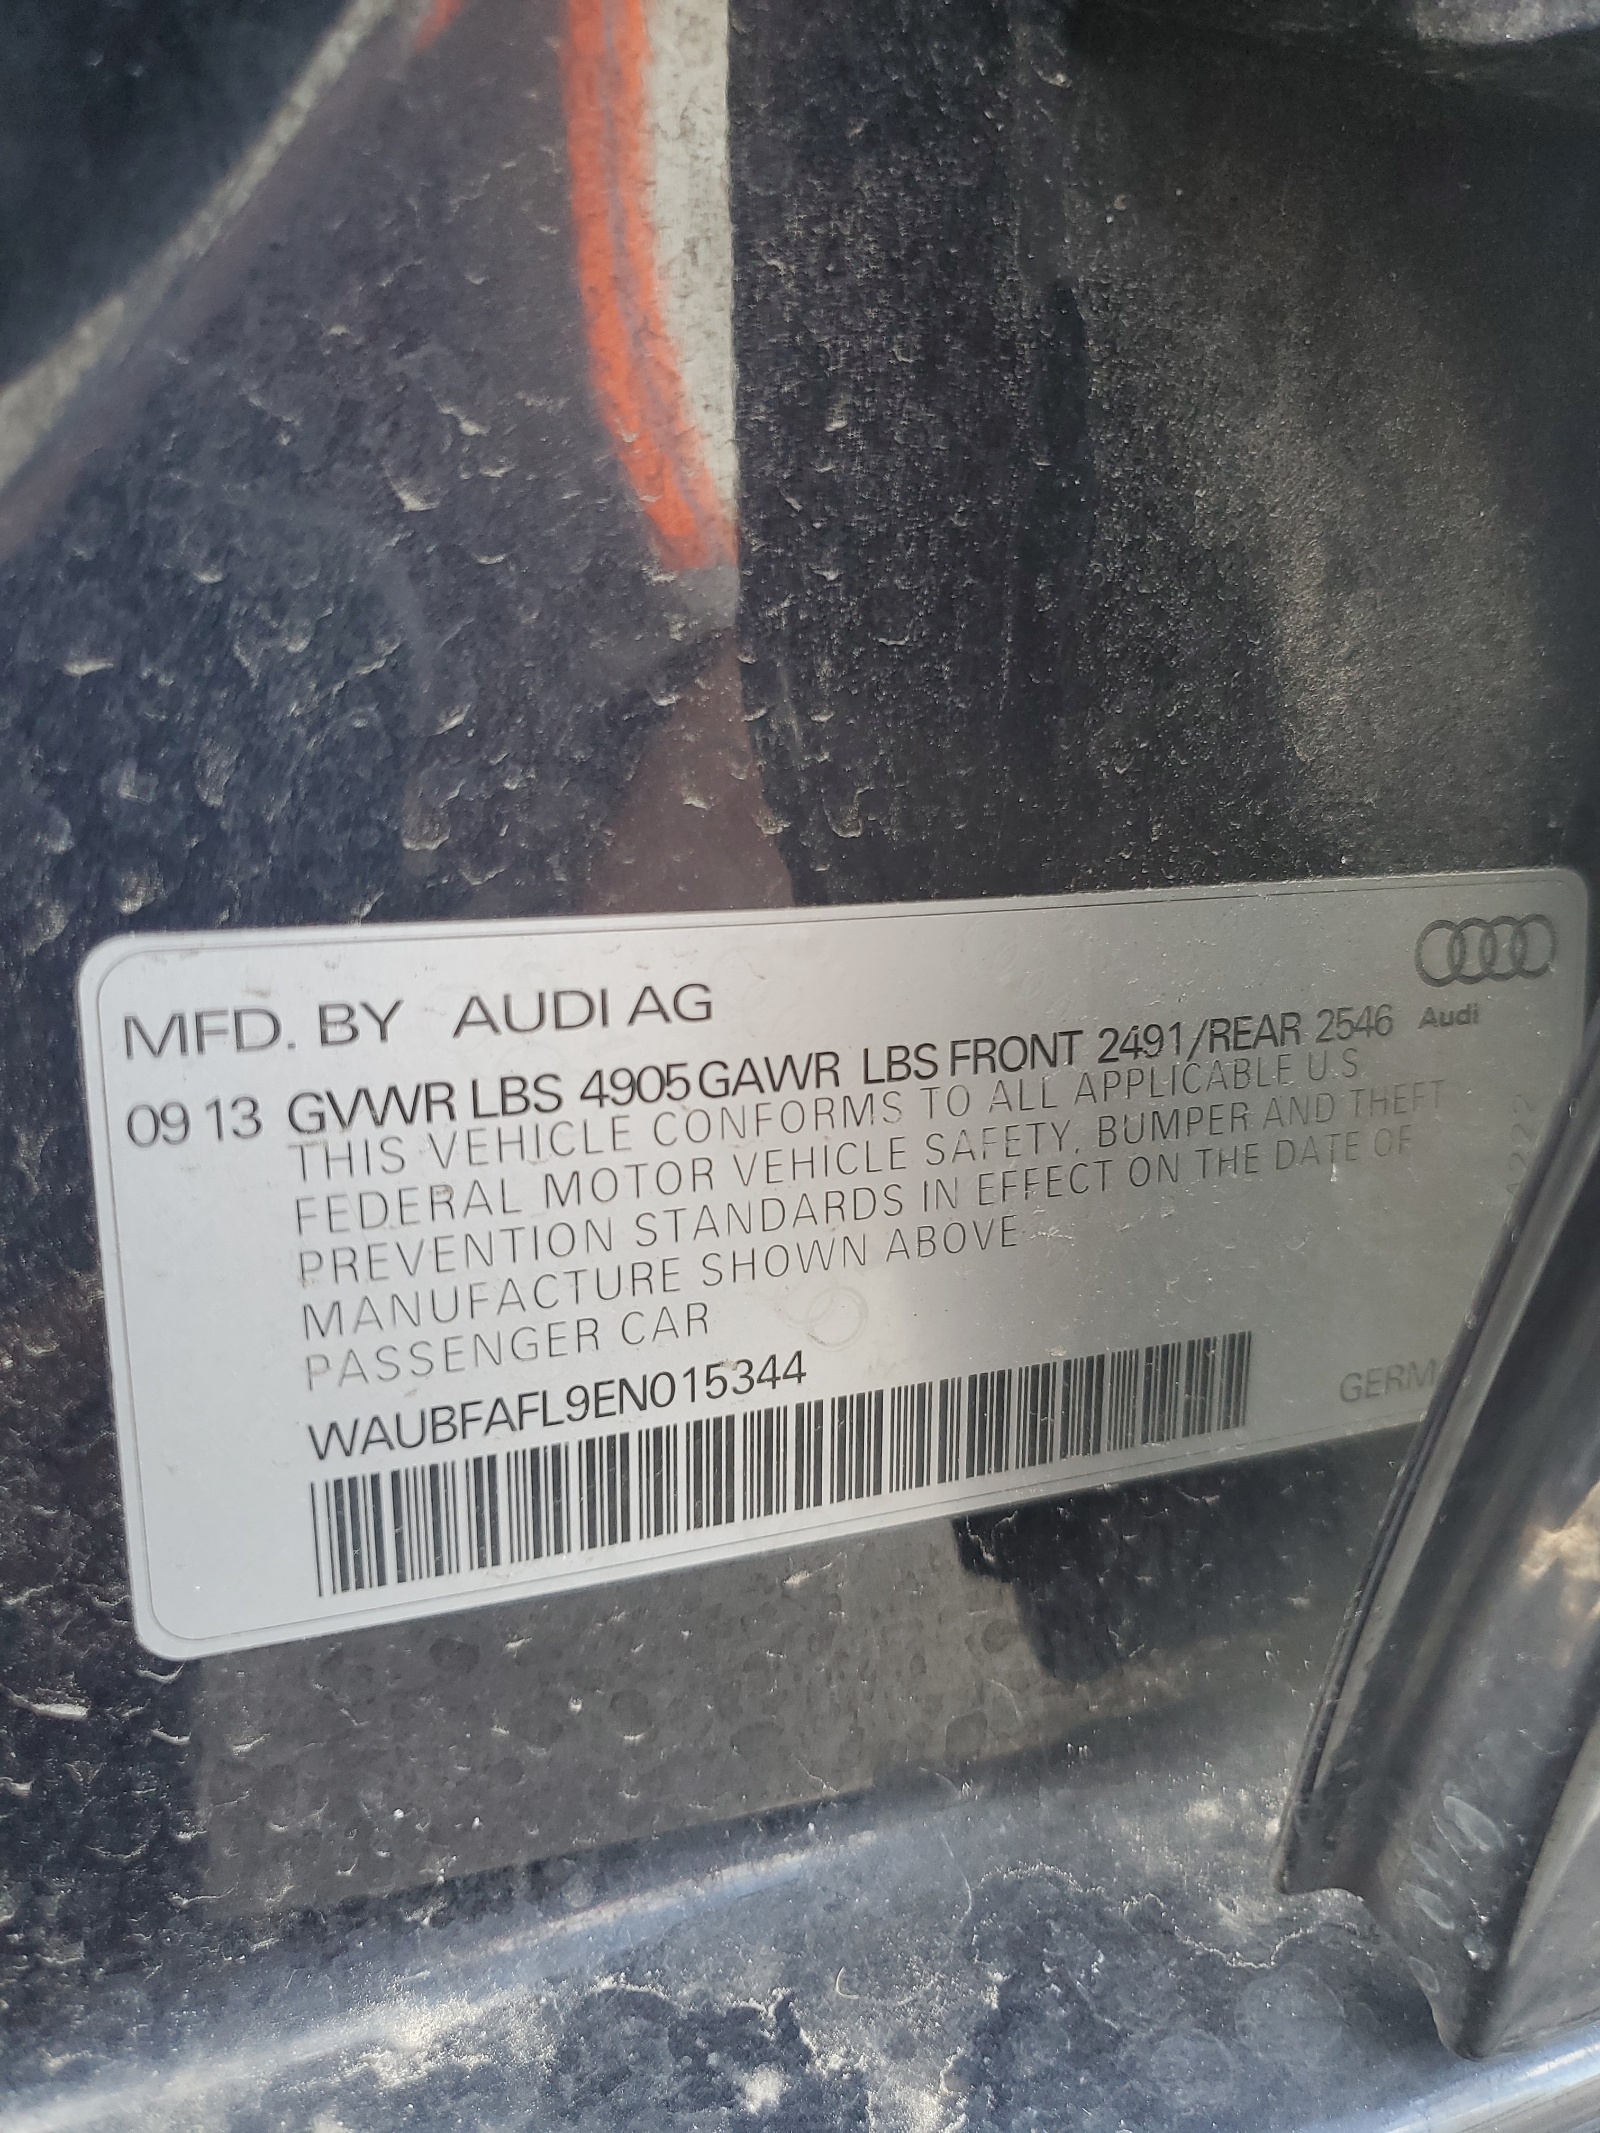 MFD. BY AUDI AG
Audi
09 13 GVWR LBS 4905 GAWR LBS FRONT 2491/REAR 2546
THIS VEHICLE CONFORMS TO ALL APPLICABLE U.S
FEDERAL MOTOR VEHICLE SAFETY, BUMPER AND THEFT
PREVENTION STANDARDS IN EFFECT ON THE DATE OF
MANUFACTURE SHOWN ABOVE
PASSENGER CAR
WAUBFAFL9EN015344
GERM